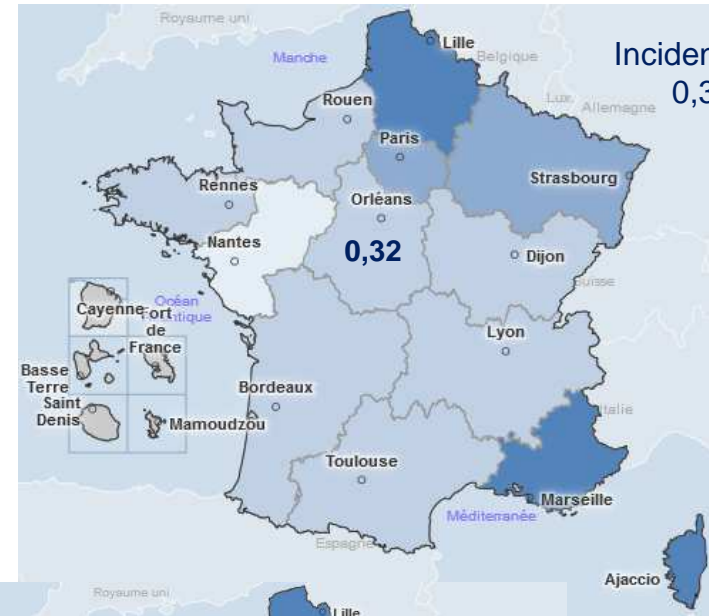 Royaume uni
Lille
Manche
Belgique
Inciden
0,3
Lux.
Allemagne
Rouen
Paris
Strasbourg
Rennes
Orléans
Nantes
0,32
Dijon
Suisse
Océan
Cayenne
Fort
de
France
Lyon
Basse
Terre
Bordeaux
Italie
Saint
Denis
Mamoudzou
Toulouse
Marseille
Méditerranée
Espagne
Ajaccio
Royaume uni
Lille